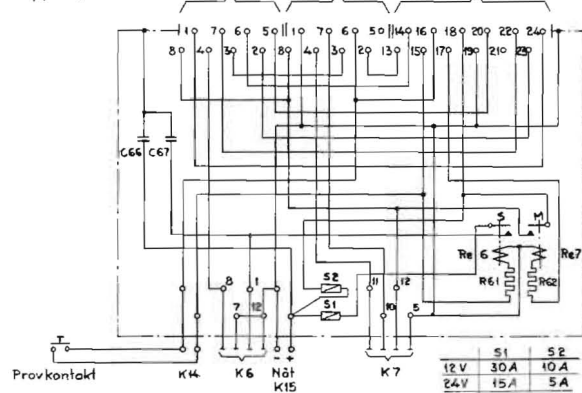 1 7 6 5 1 7 6 5 14 16 18 20 22 24
8 4 3 2 8 4 3 2 13 15 17 19 21 23
C66 C67
S M
Re 6 Re7
R61 R62
8 1 S2 11 12
7 12 S1 10 5
T
- +
Provkontakt K14 K6 Nät K7
K15
S1 S2
12V 30A 10A
24V 15A 5A